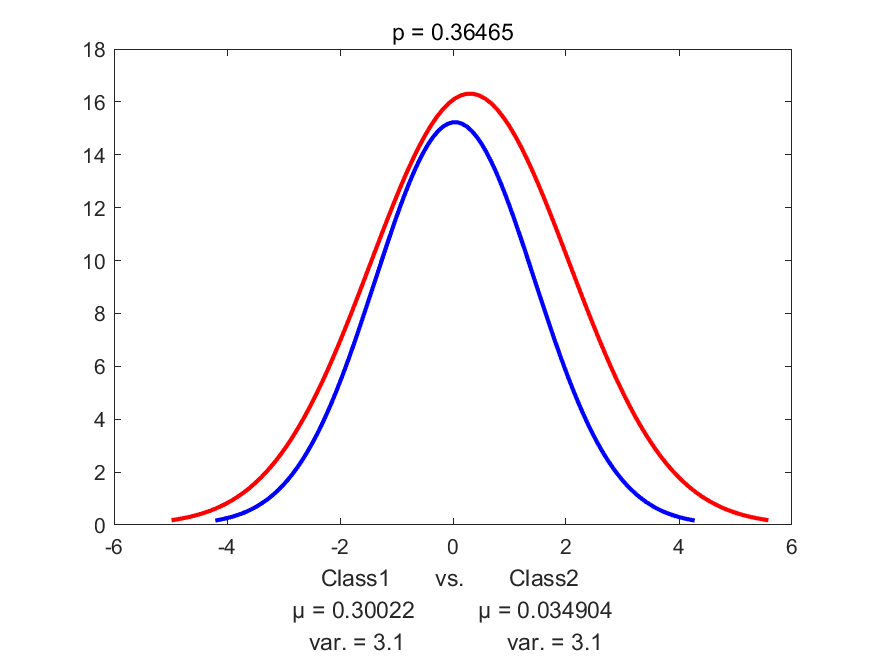 p = 0.36465
18
16
14
12
10
8
6
4
2
0
-6 -4 -2 0 2 4 6
Class1 vs. Class2
μ = 0.30022 μ = 0.034904
var. = 3.1 var. = 3.1